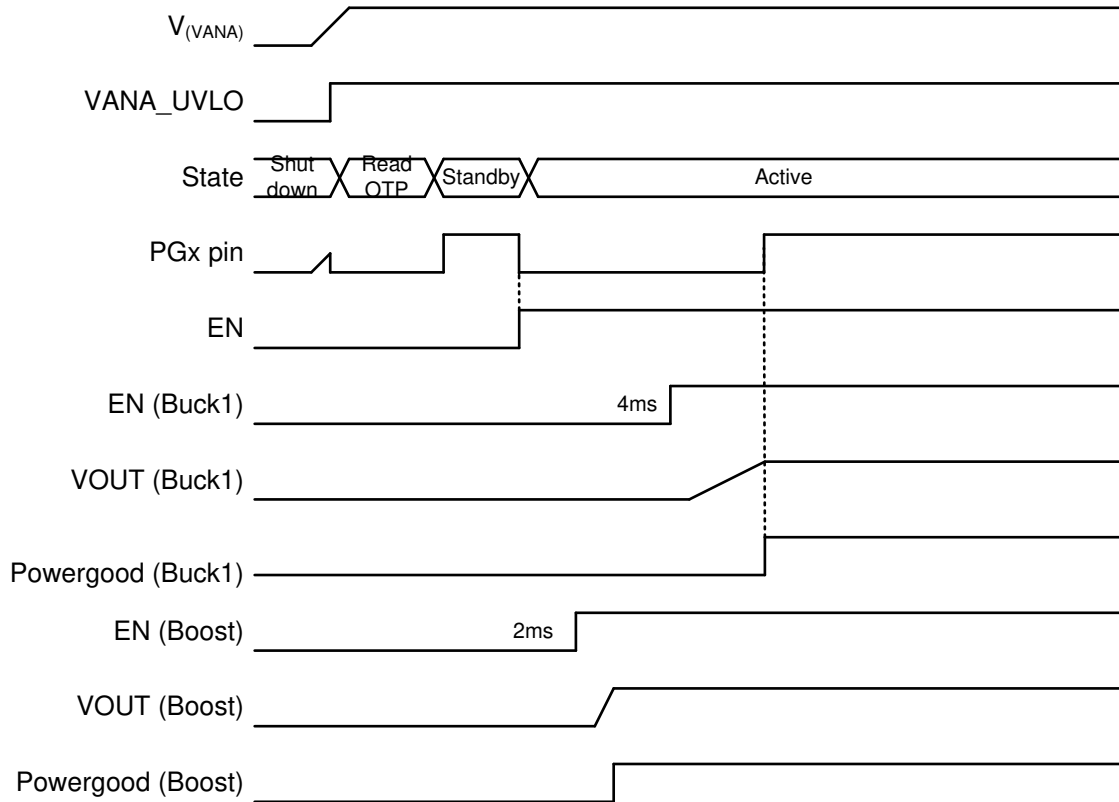 V(VANA)
VANA_UVLO
State
Shut down
Read OTP
Standby
Active
PGx pin
EN
EN (Buck1)
4ms
VOUT (Buck1)
Powergood (Buck1)
EN (Boost)
2ms
VOUT (Boost)
Powergood (Boost)